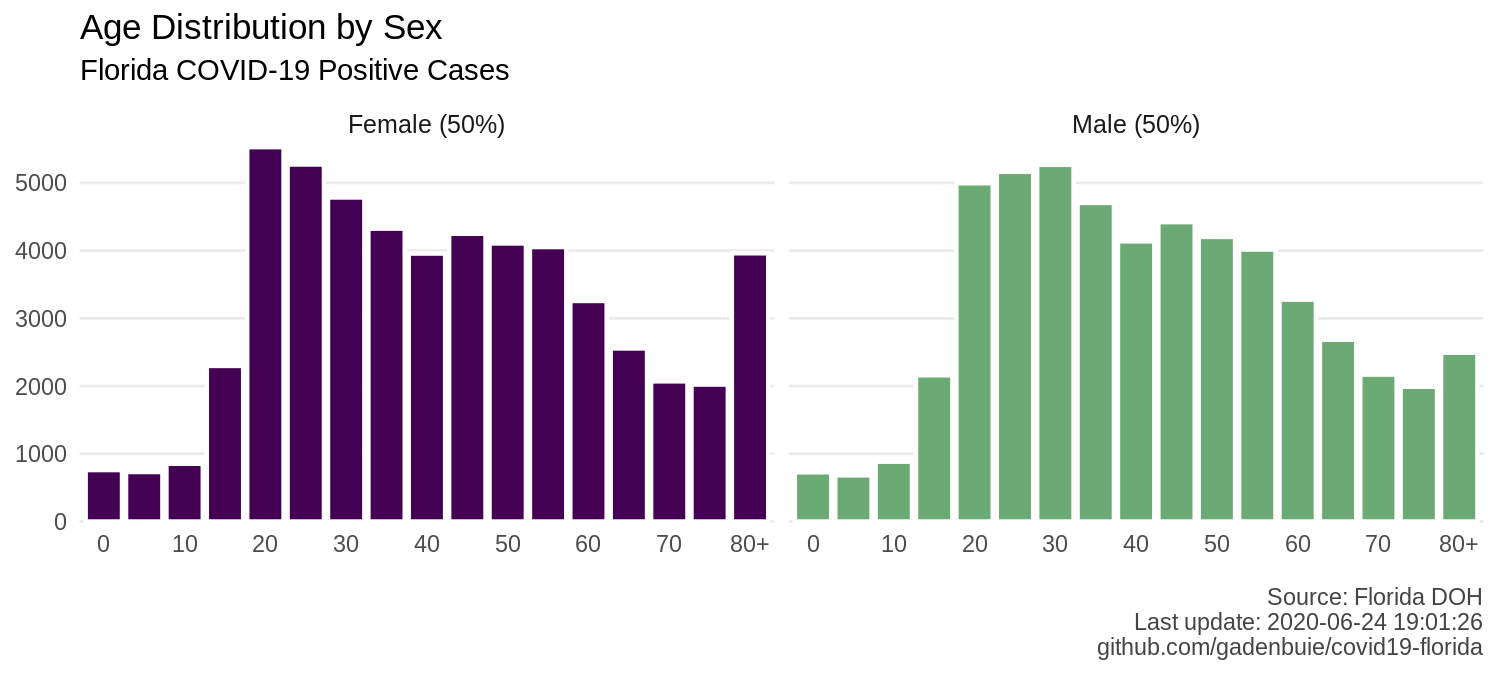 Age Distribution by Sex
Florida COVID-19 Positive Cases
Female (50%)
Male (50%)
5000
4000
3000
2000
1000
0
0 10 20 30 40 50 60 70 80+
0 10 20 30 40 50 60 70 80+
Source: Florida DOH
Last update: 2020-06-24 19:01:26
github.com/gadenbuie/covid19-florida